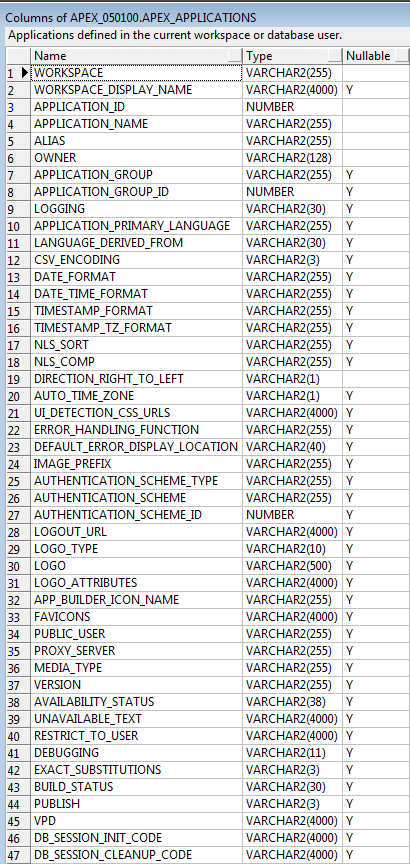 Columns of APEX_050100.APEX_APPLICATIONS
Applications defined in the current workspace or database user.
Name Type Nullable
1 WORKSPACE VARCHAR2(255)
2 WORKSPACE_DISPLAY_NAME VARCHAR2(4000) Y
3 APPLICATION_ID NUMBER
4 APPLICATION_NAME VARCHAR2(255)
5 ALIAS VARCHAR2(255)
6 OWNER VARCHAR2(128)
7 APPLICATION_GROUP VARCHAR2(255) Y
8 APPLICATION_GROUP_ID NUMBER Y
9 LOGGING VARCHAR2(30) Y
10 APPLICATION_PRIMARY_LANGUAGE VARCHAR2(255) Y
11 LANGUAGE_DERIVED_FROM VARCHAR2(30) Y
12 CSV_ENCODING VARCHAR2(3) Y
13 DATE_FORMAT VARCHAR2(255) Y
14 DATE_TIME_FORMAT VARCHAR2(255) Y
15 TIMESTAMP_FORMAT VARCHAR2(255) Y
16 TIMESTAMP_TZ_FORMAT VARCHAR2(255) Y
17 NLS_SORT VARCHAR2(255) Y
18 NLS_COMP VARCHAR2(255) Y
19 DIRECTION_RIGHT_TO_LEFT VARCHAR2(1)
20 AUTO_TIME_ZONE VARCHAR2(1) Y
21 UI_DETECTION_CSS_URLS VARCHAR2(4000) Y
22 ERROR_HANDLING_FUNCTION VARCHAR2(255) Y
23 DEFAULT_ERROR_DISPLAY_LOCATION VARCHAR2(40) Y
24 IMAGE_PREFIX VARCHAR2(255) Y
25 AUTHENTICATION_SCHEME_TYPE VARCHAR2(255) Y
26 AUTHENTICATION_SCHEME VARCHAR2(255) Y
27 AUTHENTICATION_SCHEME_ID NUMBER Y
28 LOGOUT_URL VARCHAR2(4000) Y
29 LOGO_TYPE VARCHAR2(10) Y
30 LOGO VARCHAR2(500) Y
31 LOGO_ATTRIBUTES VARCHAR2(4000) Y
32 APP_BUILDER_ICON_NAME VARCHAR2(255) Y
33 FAVICONS VARCHAR2(4000) Y
34 PUBLIC_USER VARCHAR2(255) Y
35 PROXY_SERVER VARCHAR2(255) Y
36 MEDIA_TYPE VARCHAR2(255) Y
37 VERSION VARCHAR2(255) Y
38 AVAILABILITY_STATUS VARCHAR2(38) Y
39 UNAVAILABLE_TEXT VARCHAR2(4000) Y
40 RESTRICT_TO_USER VARCHAR2(4000) Y
41 DEBUGGING VARCHAR2(11) Y
42 EXACT_SUBSTITUTIONS VARCHAR2(3) Y
43 BUILD_STATUS VARCHAR2(30) Y
44 PUBLISH VARCHAR2(3) Y
45 VPD VARCHAR2(4000) Y
46 DB_SESSION_INIT_CODE VARCHAR2(4000) Y
47 DB_SESSION_CLEANUP_CODE VARCHAR2(4000) Y